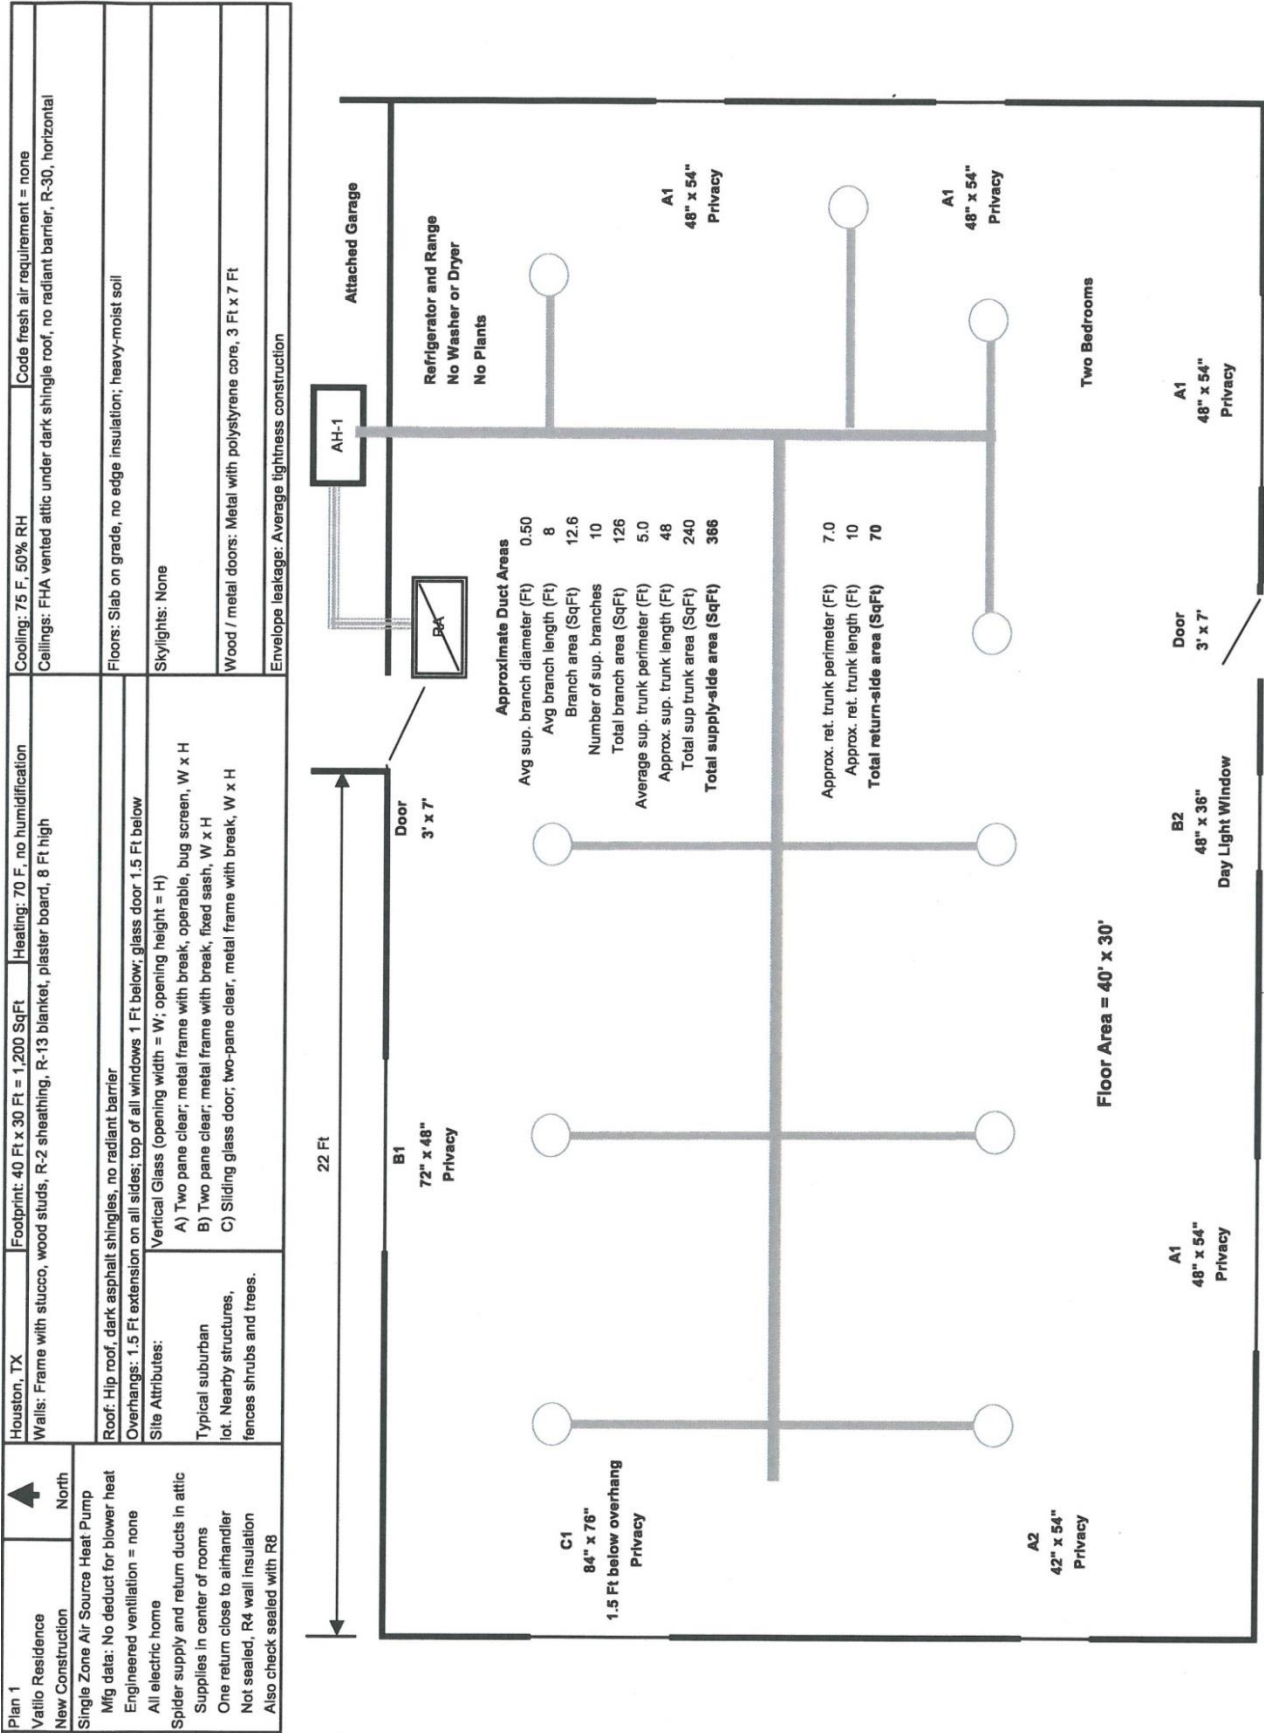 Plan 1
Vatilo Residence
New Construction
North
Houston, TX
Footprint: 40 Ft x 30 Ft = 1,200 SqFt
Heating: 70 F, no humidification
Cooling: 75 F, 50% RH
Code fresh air requirement = none
Walls: Frame with stucco, wood studs, R-2 sheathing, R-13 blanket, plaster board, 8 Ft high
Ceilings: FHA vented attic under dark shingle roof, no radiant barrier, R-30, horizontal
Single Zone Air Source Heat Pump
Mfg data: No deduct for blower heat
Engineered ventilation = none
All electric home
Spider supply and return ducts in attic
Supplies in center of rooms
One return close to airhandler
Not sealed, R4 wall insulation
Also check sealed with R8
Roof: Hip roof, dark asphalt shingles, no radiant barrier
Overhangs: 1.5 Ft extension on all sides; top of all windows 1 Ft below; glass door 1.5 Ft below
Site Attributes:
Typical suburban
lot. Nearby structures,
fences shrubs and trees.
Vertical Glass (opening width = W; opening height = H)
A) Two pane clear; metal frame with break, operable, bug screen, W x H
B) Two pane clear; metal frame with break, fixed sash, W x H
C) Sliding glass door; two-pane clear, metal frame with break, W x H
Floors: Slab on grade, no edge insulation; heavy-moist soil
Skylights: None
Wood / metal doors: Metal with polystyrene core, 3 Ft x 7 Ft
Envelope leakage: Average tightness construction
22 Ft
AH-1
Attached Garage
B1
72" x 48"
Privacy
Door
3' x 7'
RA
Refrigerator and Range
No Washer or Dryer
No Plants
Approximate Duct Areas
Avg sup. branch diameter (Ft) 0.50
Avg branch length (Ft) 8
Branch area (SqFt) 12.6
Number of sup. branches 10
Total branch area (SqFt) 126
Average sup. trunk perimeter (Ft) 5.0
Approx. sup. trunk length (Ft) 48
Total sup trunk area (SqFt) 240
Total supply-side area (SqFt) 366
Approx. ret. trunk perimeter (Ft) 7.0
Approx. ret. trunk length (Ft) 10
Total return-side area (SqFt) 70
C1
84" x 76"
1.5 Ft below overhang
Privacy
A1
48" x 54"
Privacy
A1
48" x 54"
Privacy
A2
42" x 54"
Privacy
Floor Area = 40' x 30'
Two Bedrooms
A1
48" x 54"
Privacy
B2
48" x 36"
Day Light Window
Door
3' x 7'
A1
48" x 54"
Privacy